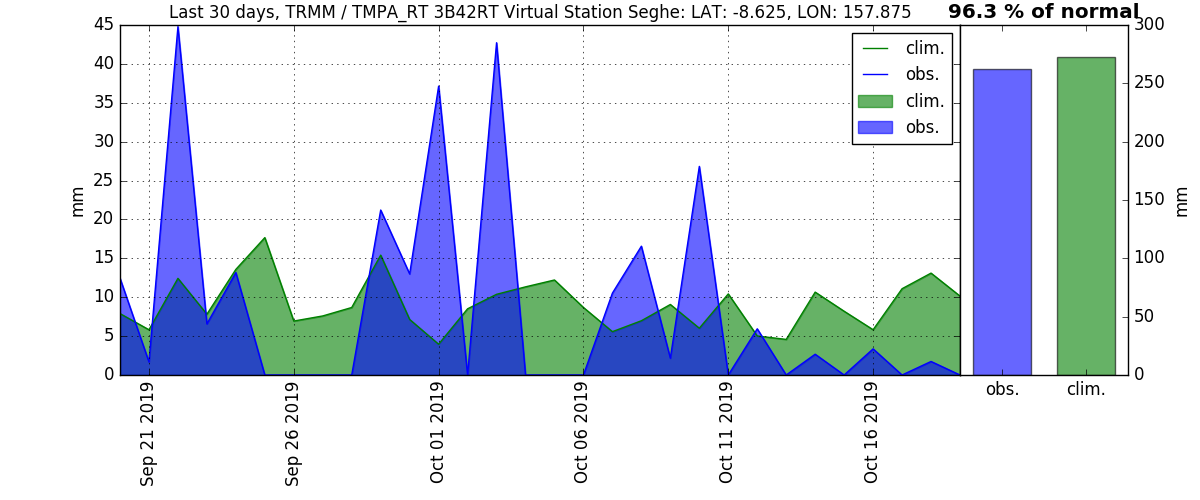 Last 30 days, TRMM / TMPA_RT 3B42RT Virtual Station Seghe: LAT: -8.625, LON: 157.875
96.3 % of normal
45
40
35
30
25
20
15
10
5
0
mm
clim.
obs.
clim.
obs.
Sep 21 2019
Sep 26 2019
Oct 01 2019
Oct 06 2019
Oct 11 2019
Oct 16 2019
300
250
200
150
100
50
0
mm
obs.
clim.